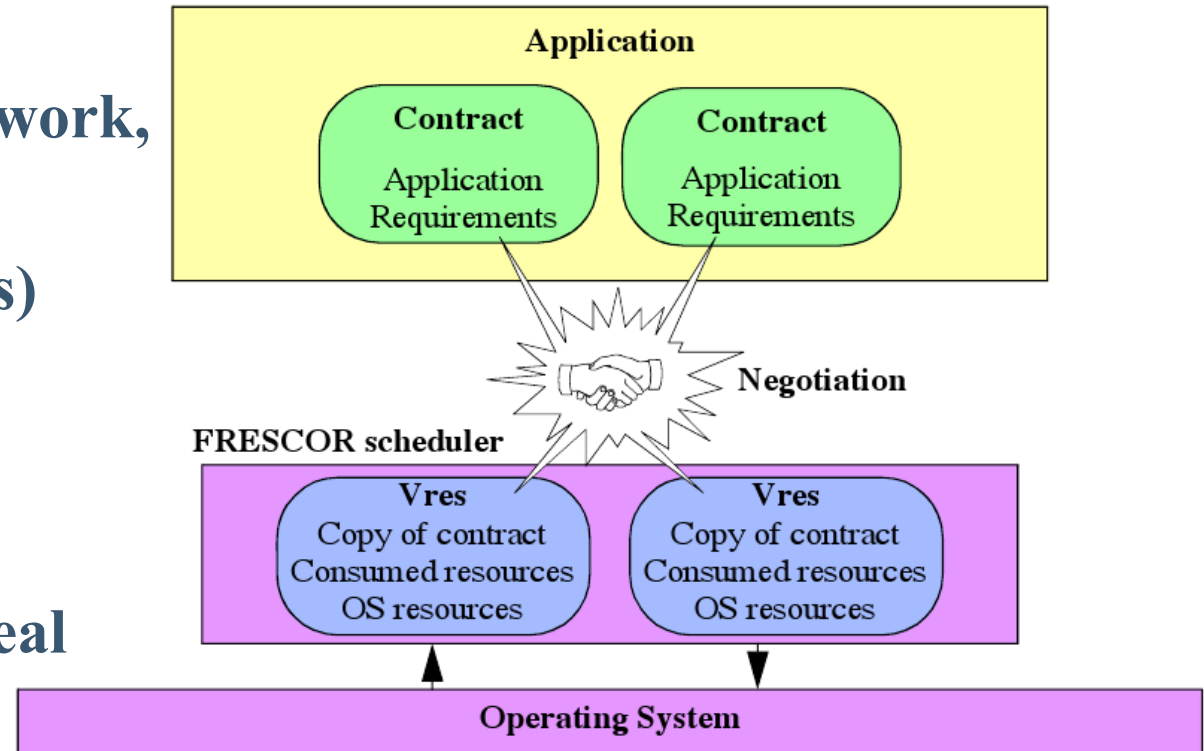 Application
work,
Contract
Application
Requirements
Contract
Application
Requirements
s)
Negotiation
FRESCOR scheduler
Vres
Copy of contract
Consumed resources
OS resources
Vres
Copy of contract
Consumed resources
OS resources
eal
Operating System